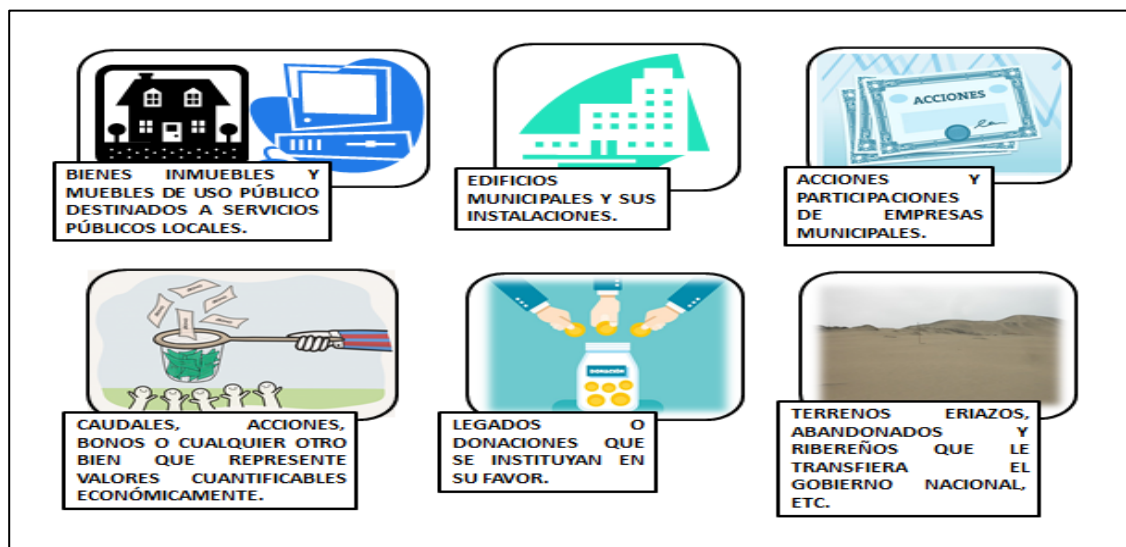 BIENES INMUEBLES Y
MUEBLES DE USO PÚBLICO
DESTINADOS A SERVICIOS
PÚBLICOS LOCALES.
EDIFICIOS
MUNICIPALES Y SUS
INSTALACIONES.
ACCIONES
ACCIONES Y
PARTICIPACIONES
DE EMPRESAS
MUNICIPALES.
CAUDALES, ACCIONES,
BONOS O CUALQUIER OTRO
BIEN QUE REPRESENTE
VALORES CUANTIFICABLES
ECONÓMICAMENTE.
DONACIÓN
LEGADOS O
DONACIONES QUE
SE INSTITUYAN EN
SU FAVOR.
TERRENOS ERIAZOS,
ABANDONADOS Y
RIBEREÑOS QUE LE
TRANSFIERA EL
GOBIERNO NACIONAL,
ETC.